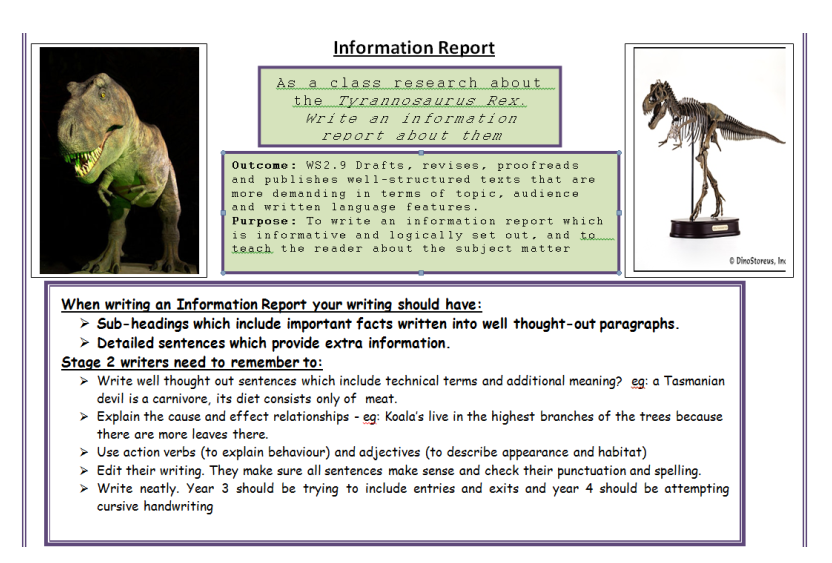 Information Report
As a class research about
the Tyrannosaurus Rex.
Write an information
report about them
Outcome: WS2.9 Drafts, revises, proofreads
and publishes well-structured texts that are
more demanding in terms of topic, audience
and written language features.
Purpose: To write an information report which
is informative and logically set out, and to
teach the reader about the subject matter
© DinoStoreus, Inc
When writing an Information Report your writing should have:
➢ Sub-headings which include important facts written into well thought-out paragraphs.
➢ Detailed sentences which provide extra information.
Stage 2 writers need to remember to:
➢ Write well thought out sentences which include technical terms and additional meaning? eg: a Tasmanian
devil is a carnivore, its diet consists only of meat.
➢ Explain the cause and effect relationships - eg: Koala's live in the highest branches of the trees because
there are more leaves there.
➢ Use action verbs (to explain behaviour) and adjectives (to describe appearance and habitat)
➢ Edit their writing. They make sure all sentences make sense and check their punctuation and spelling.
➢ Write neatly. Year 3 should be trying to include entries and exits and year 4 should be attempting
cursive handwriting